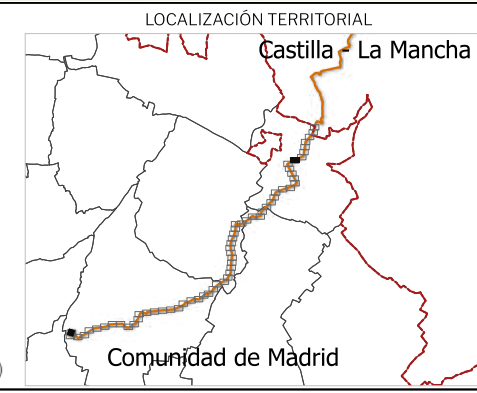 LOCALIZACIÓN TERRITORIAL
Castilla - La Mancha
Comunidad de Madrid